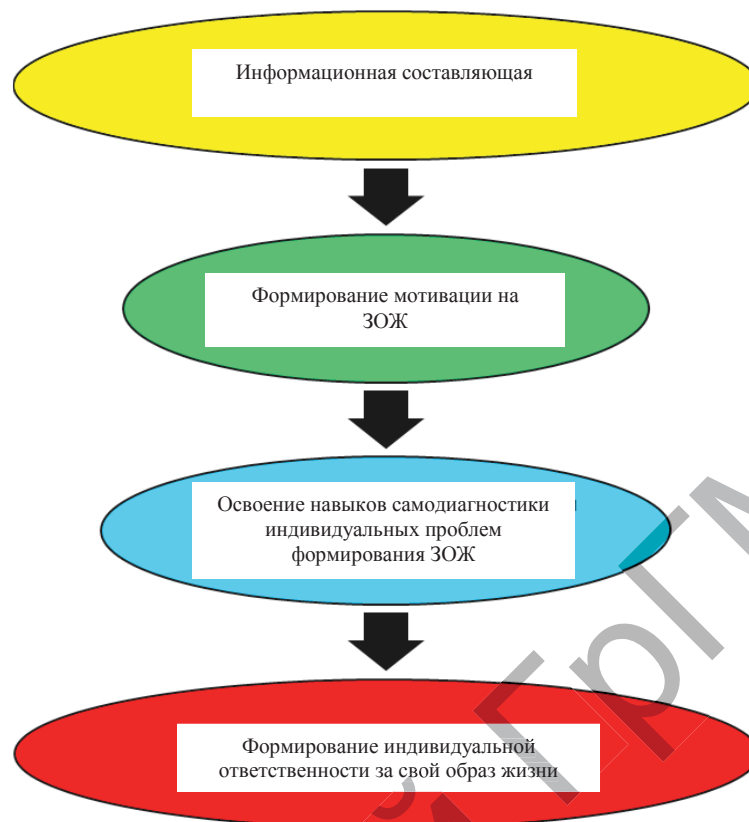 Информационная составляющая
Формирование мотивации на
ЗОЖ
Освоение навыков самодиагностики
индивидуальных проблем
формирования ЗОЖ
Формирование индивидуальной
ответственности за свой образ жизни
й ГрГМ